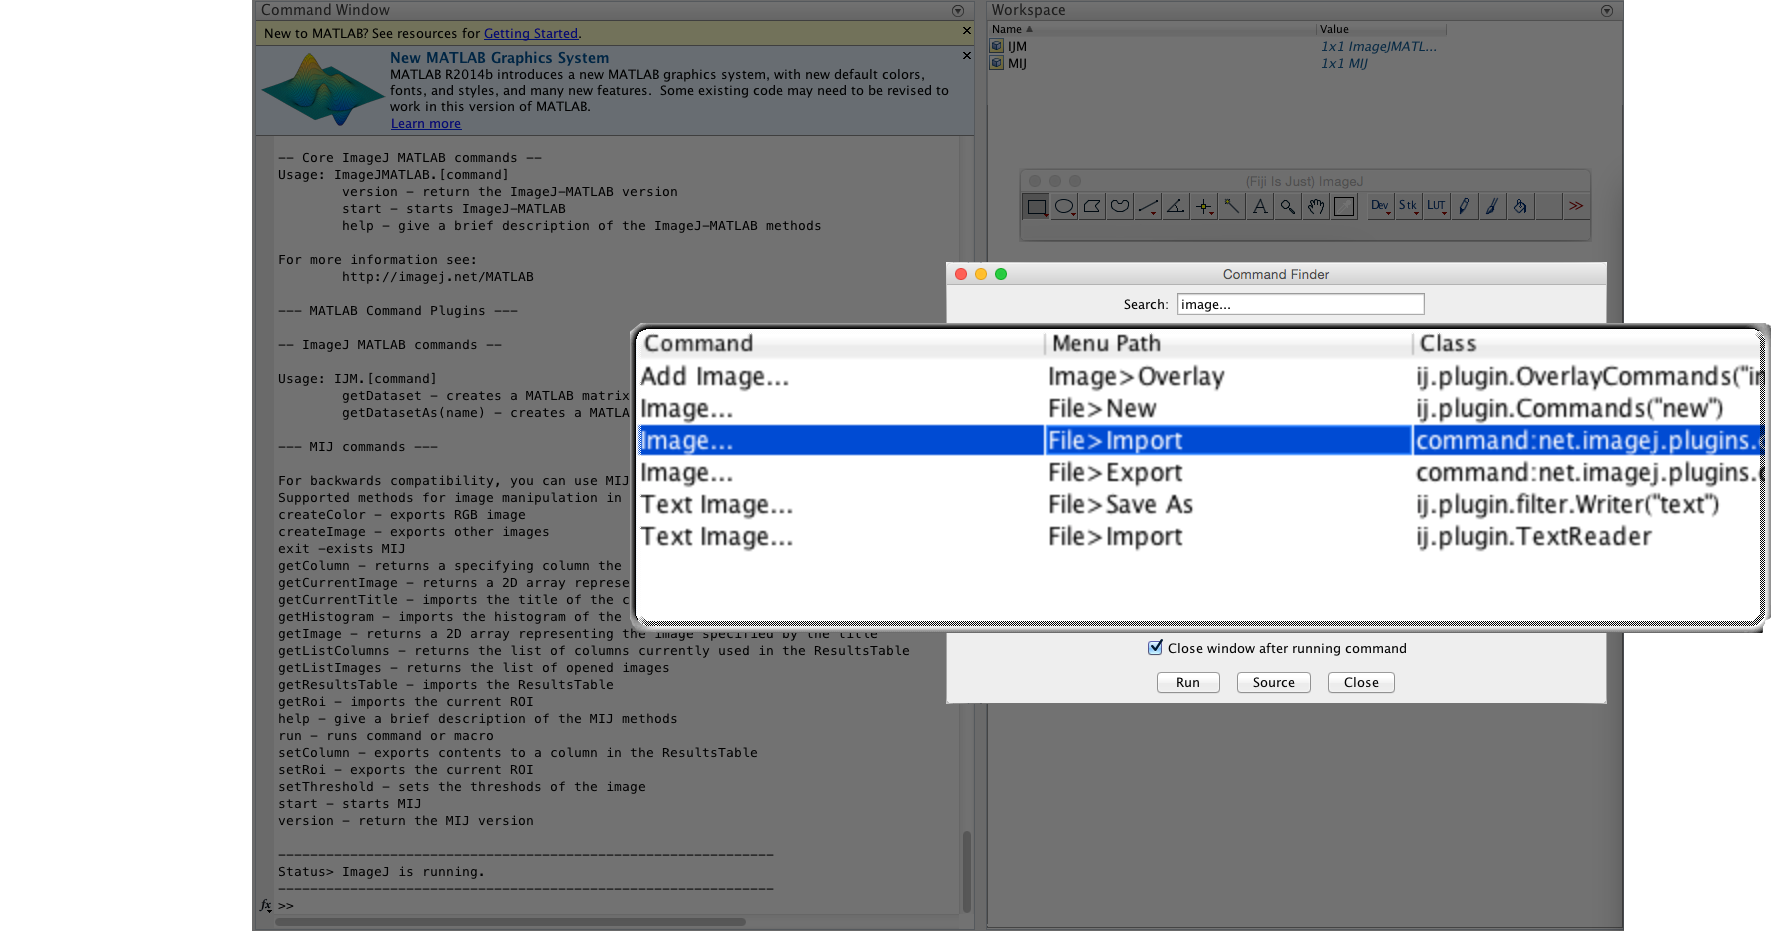 Command Window
New to MATLAB? See resources for Getting Started.
New MATLAB Graphics System
MATLAB R2014b introduces a new MATLAB graphics system, with new default colors,
fonts, and styles, and many new features.  Some existing code may need to be revised to
work in this version of MATLAB.
Learn more
-- Core ImageJ MATLAB commands --
Usage: ImageJMATLAB.[command]
version - return the ImageJ-MATLAB version
start - starts ImageJ-MATLAB
help - give a brief description of the ImageJ-MATLAB methods
For more information see:
http://imagej.net/MATLAB
--- MATLAB Command Plugins ---
-- ImageJ MATLAB commands --
Usage: IJM.[command]
getDataset - creates a MATLAB matrix
getDatasetAs(name) - creates a MATLA
--- MIJ commands ---
For backwards compatibility, you can use MIJ
Supported methods for image manipulation in
createColor - exports RGB image
createImage - exports other images
exit -exists MIJ
getColumn - returns a specifying column the
getCurrentImage - returns a 2D array represe
getCurrentTitle - imports the title of the c
getHistogram - imports the histogram of the
getImage - returns a 2D array representing the image specified by the title
getListColumns - returns the list of columns currently used in the ResultsTable
getListImages - returns the list of opened images
getResultsTable - imports the ResultsTable
getRoi - imports the current ROI
help - give a brief description of the MIJ methods
run - runs command or macro
setColumn - exports contents to a column in the ResultsTable
setRoi - exports the current ROI
setThreshold - sets the threshods of the image
start - starts MIJ
version - return the MIJ version
Status> ImageJ is running.
fx >>
Workspace
Name Value
IJM 1x1 ImageJMATL...
MIJ 1x1 MIJ
(Fiji Is Just) ImageJ
A Dev Stk LUT >>
Command Finder
Search: image...
Command Menu Path Class
Add Image... Image>Overlay ij.plugin.OverlayCommands("in
Image... File>New ij.plugin.Commands("new")
Image... File>Import command:net.imagej.plugins.
Image... File>Export command:net.imagej.plugins.
Text Image... File>Save As ij.plugin.filter.Writer("text")
Text Image... File>Import ij.plugin.TextReader
Close window after running command
Run Source Close